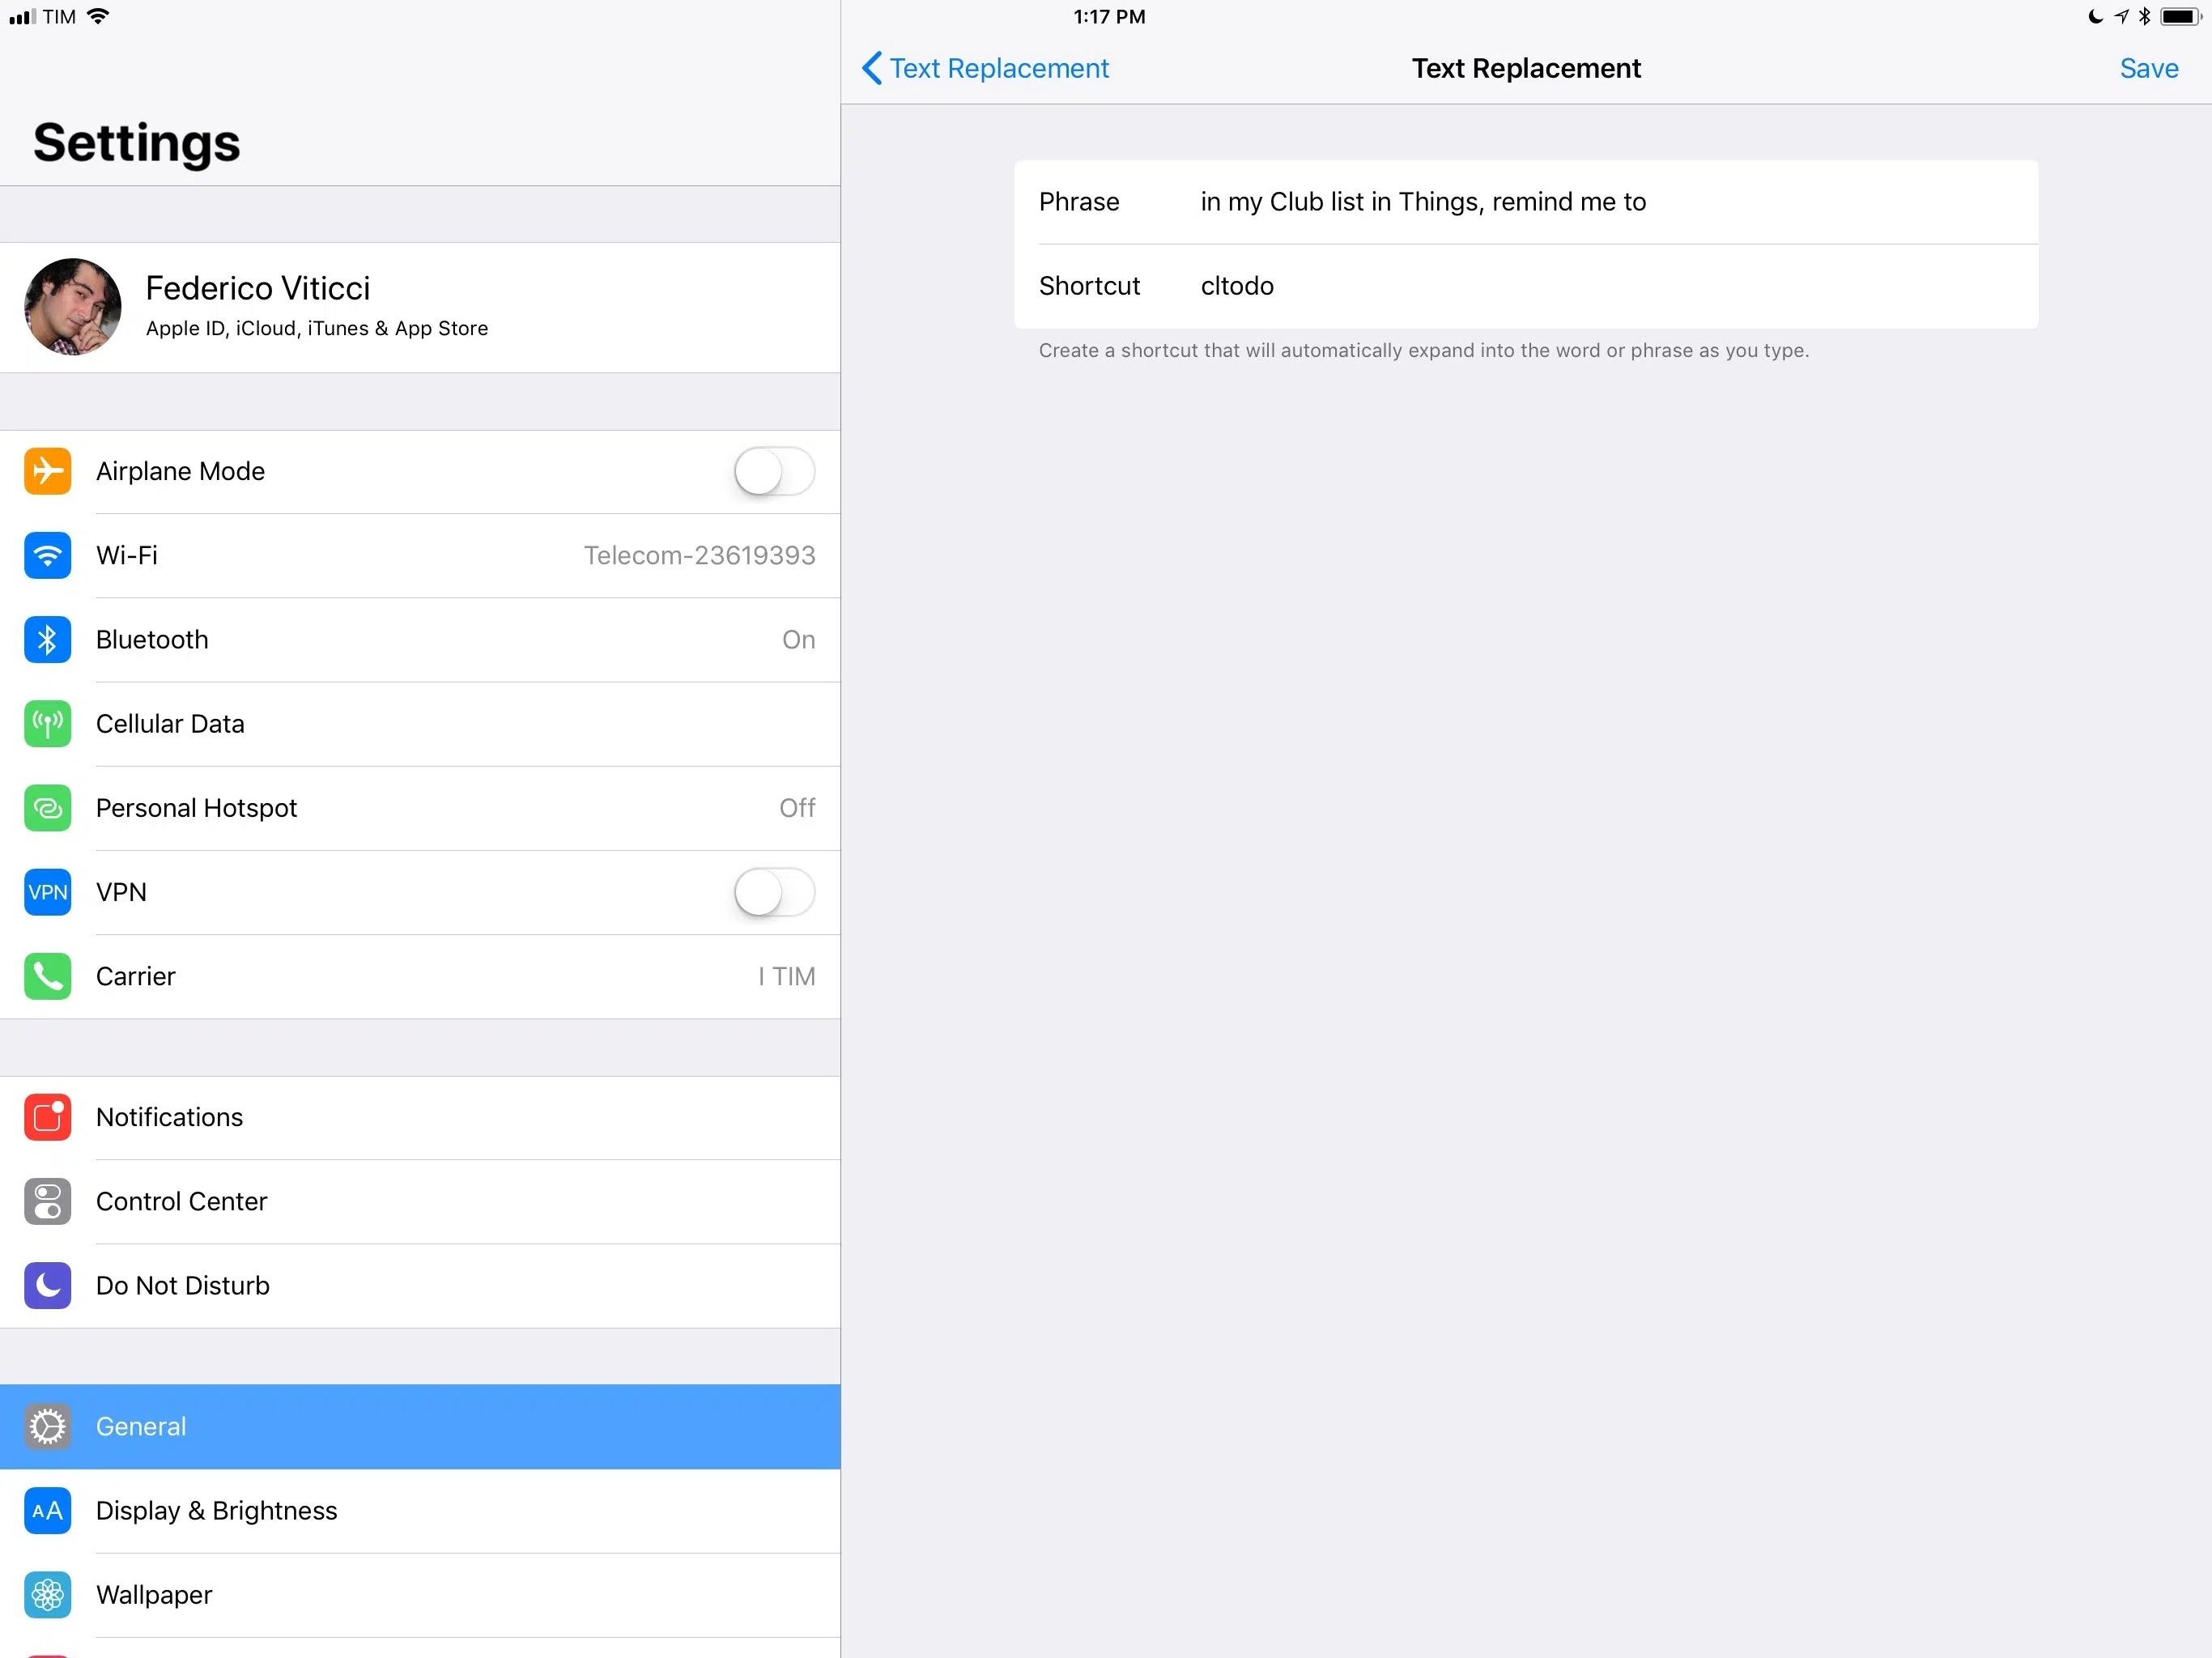 TIM
1:17 PM
Settings
Text Replacement
Text Replacement
Save
Federico Viticci
Apple ID, iCloud, iTunes & App Store
Airplane Mode
Wi-Fi Telecom-23619393
Bluetooth On
Cellular Data
Personal Hotspot Off
VPN VPN
Carrier I TIM
Notifications
Control Center
Do Not Disturb
General
AA Display & Brightness
Wallpaper
Phrase in my Club list in Things, remind me to
Shortcut cltodo
Create a shortcut that will automatically expand into the word or phrase as you type.